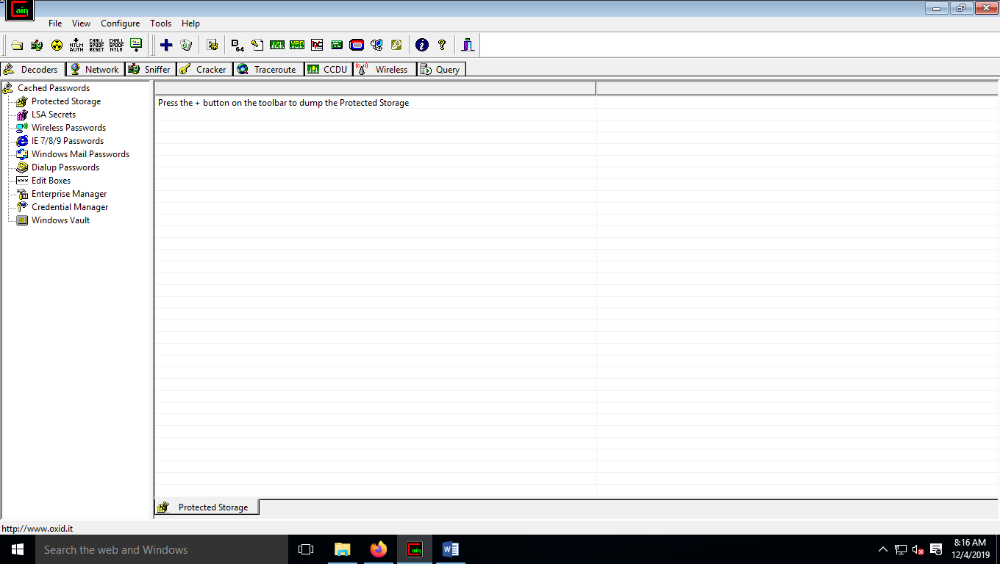 Cain
File View Configure Tools Help
NTLM AUTH CHALL SPOOF RESET CHALL SPOOF NTLM B64 VPN ?
Decoders Network Sniffer Cracker Traceroute CCDU Wireless Query
Cached Passwords
Protected Storage
LSA Secrets
Wireless Passwords
IE 7/8/9 Passwords
Windows Mail Passwords
Dialup Passwords
Edit Boxes
Enterprise Manager
Credential Manager
Windows Vault
Press the + button on the toolbar to dump the Protected Storage
Protected Storage
http://www.oxid.it
Search the web and Windows
Cain
8:16 AM
12/4/2019